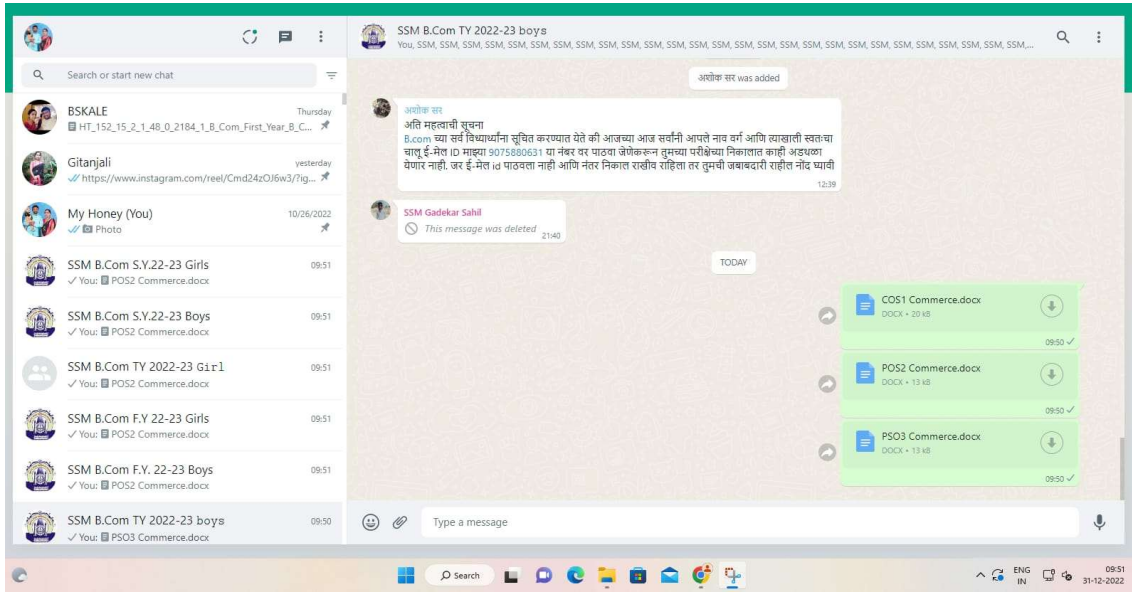 SSM B.Com TY 2022-23 boys
You, SSM, SSM, SSM, SSM, SSM, SSM, SSM, SSM, SSM, SSM, SSM, SSM, SSM, SSM, SSM, SSM, SSM, SSM, SSM, SSM, SSM, SSM, SSM, SSM, SSM, SSM, SSM,...
Search or start new chat
BSKALE
Thursday
HT_152_15_2_1_48_0_2184_1_B_Com_First_Year_B_C...
Gitanjali
yesterday
https://www.instagram.com/reel/Cmd24zOJ6w3/?ig...
My Honey (You)
10/26/2022
Photo
SSM B.Com S.Y.22-23 Girls
09:51
You: POS2 Commerce.docx
SSM B.Com S.Y.22-23 Boys
09:51
You: POS2 Commerce.docx
SSM B.Com TY 2022-23 Girl
09:51
You: POS2 Commerce.docx
SSM B.Com F.Y 22-23 Girls
09:51
You: POS2 Commerce.docx
SSM B.Com F.Y. 22-23 Boys
09:51
You: POS2 Commerce.docx
SSM B.Com TY 2022-23 boys
09:50
You: PSO3 Commerce.docx
अशोक सर was added
अशोक सर
अति महत्वाची सूचना
B.com च्या सर्व विध्यार्थ्यांना सूचित करण्यात येते की आजच्या आज सर्वांनी आपले नाव वर्ग आणि त्याखाली स्वतःचा
चालू ई-मेल ID माझ्या 9075880631 या नंबर वर पाठवा जेणेकरून तुमच्या परीक्षेच्या निकालात काही अडथळा
येणार नाही. जर ई-मेल id पाठवला नाही आणि नंतर निकाल राखीव राहिला तर तुमची जबाबदारी राहील नोंद घ्यावी
12:39
SSM Gadekar Sahil
This message was deleted
21:40
TODAY
COS1 Commerce.docx
DOCX • 20 kB
09:50
POS2 Commerce.docx
DOCX • 13 kB
09:50
PSO3 Commerce.docx
DOCX • 13 kB
09:50
Type a message
Search
ENG
IN
09:51
31-12-2022